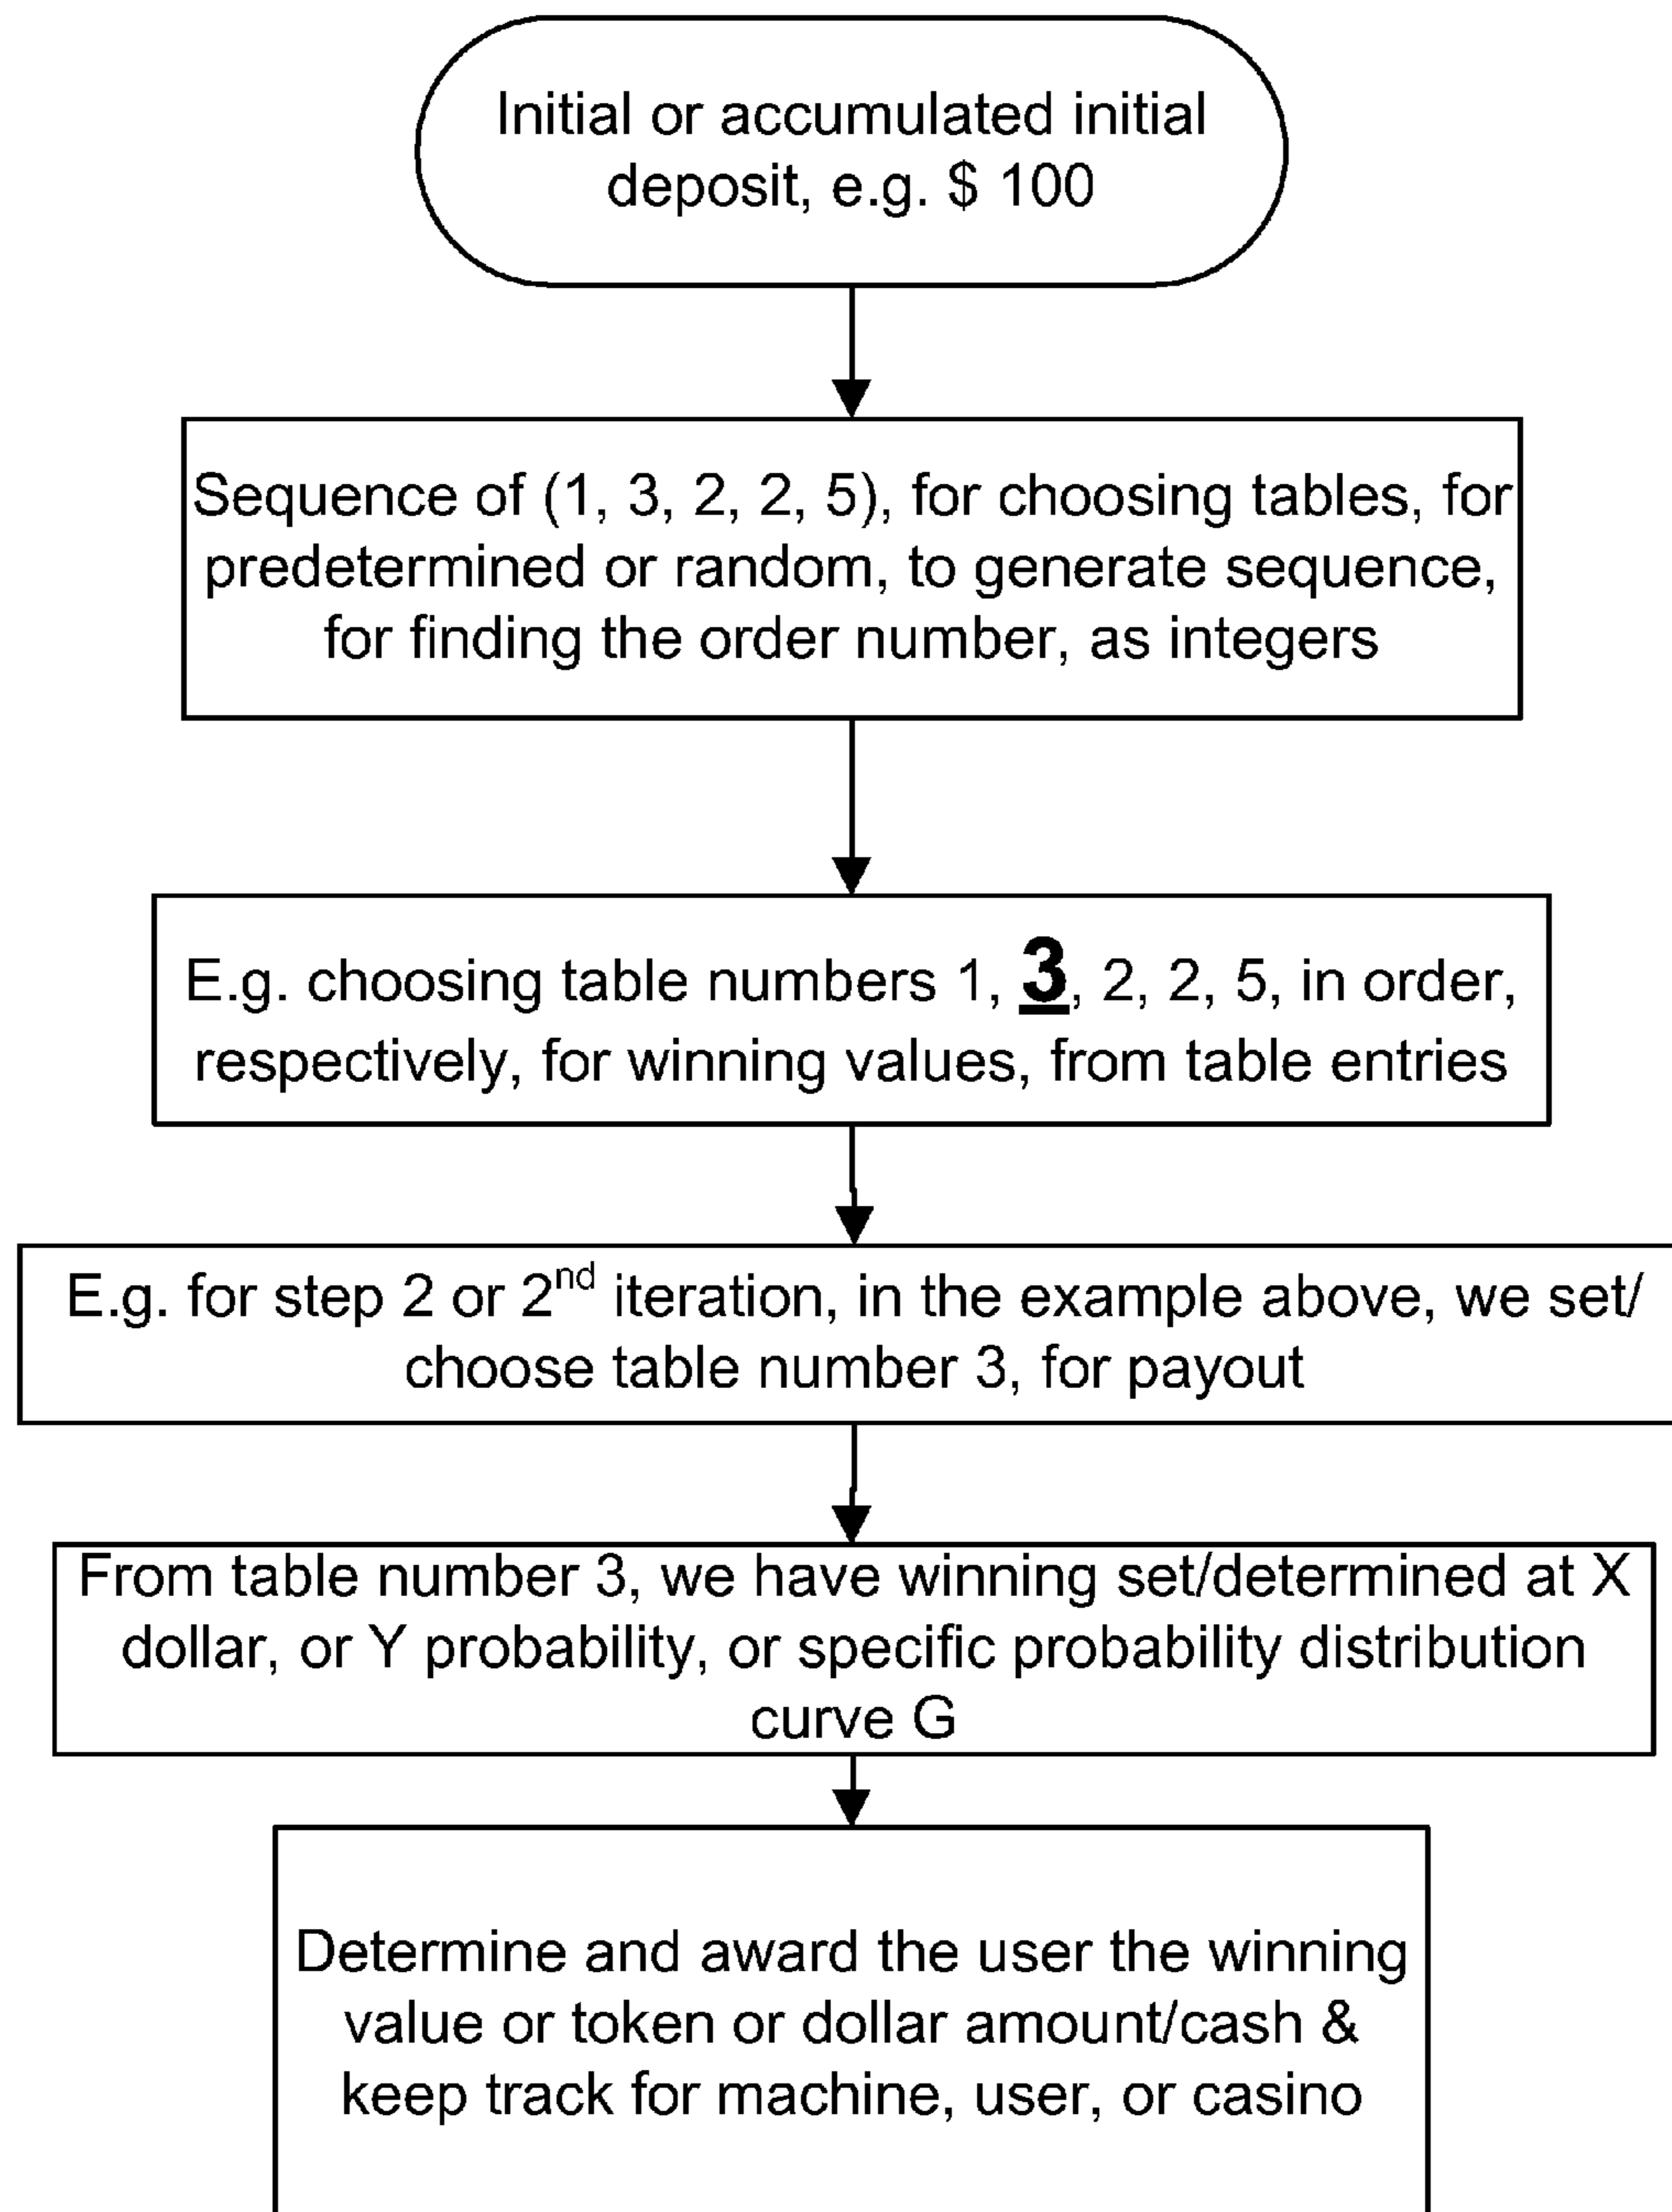 Initial or accumulated initial
deposit, e.g. $ 100
Sequence of (1, 3, 2, 2, 5), for choosing tables, for
predetermined or random, to generate sequence,
for finding the order number, as integers
E.g. choosing table numbers 1, 3, 2, 2, 5, in order,
respectively, for winning values, from table entries
E.g. for step 2 or 2nd iteration, in the example above, we set/
choose table number 3, for payout
From table number 3, we have winning set/determined at X
dollar, or Y probability, or specific probability distribution
curve G
Determine and award the user the winning
value or token or dollar amount/cash &
keep track for machine, user, or casino